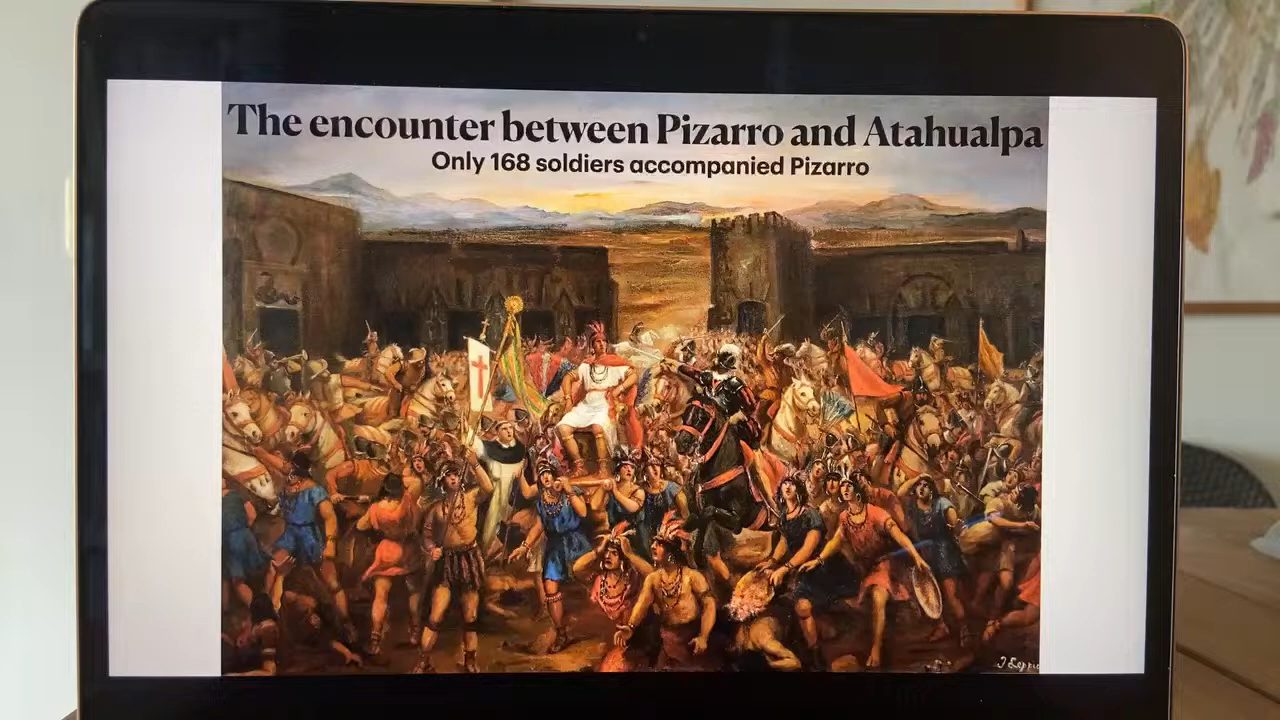 The encounter between Pizarro and Atahualpa
Only 168 soldiers accompanied Pizarro